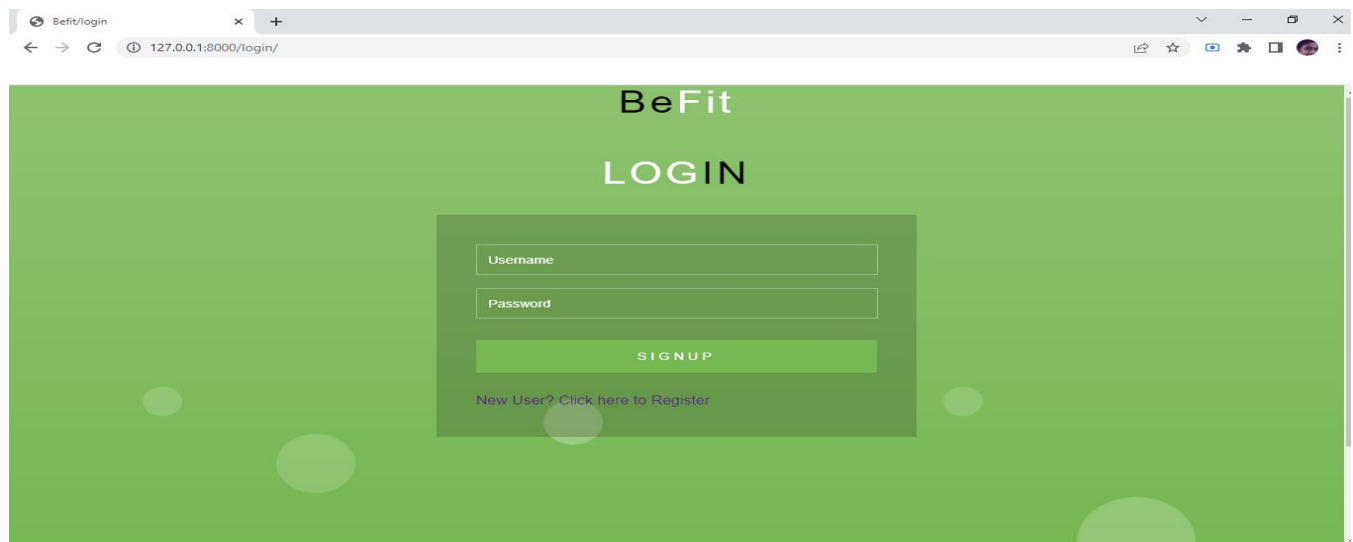 Befit/login
127.0.0.1:8000/login/
BeFit
LOGIN
Username
Password
SIGNUP
New User? Click here to Register